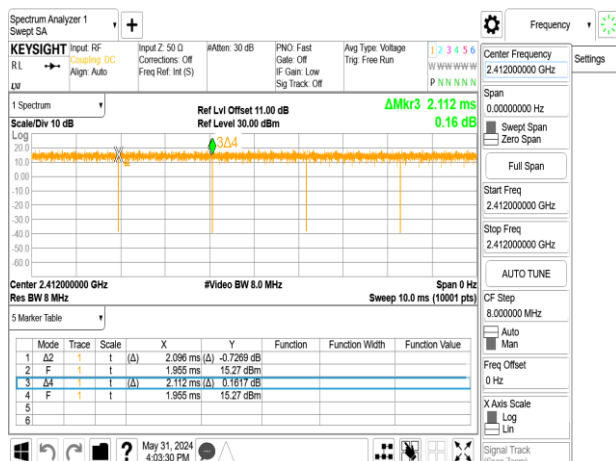 Spectrum Analyzer 1
Swept SA
Frequency
Settings
KEYSIGHT
RL
Input: RF
Coupling: DC
Align: Auto
Input Z: 50 Ω
Corrections: Off
Freq Ref: Int (S)
#Atten: 30 dB
PNO: Fast
Gate: Off
IF Gain: Low
Sig Track: Off
Avg Type: Voltage
Trig: Free Run
1 2 3 4 5 6
W W W W W W
P N N N N N
1 Spectrum
Scale/Div 10 dB
Log
Ref Lvl Offset 11.00 dB
Ref Level 30.00 dBm
ΔMkr3 2.112 ms
0.16 dB
3Δ4
20.0
10.0
0.00
-10.0
-20.0
-30.0
-40.0
-50.0
-60.0
Center 2.412000000 GHz
#Video BW 8.0 MHz
Span 0 Hz
Res BW 8 MHz
Sweep 10.0 ms (10001 pts)
5 Marker Table
Mode Trace Scale X Y Function Function Width Function Value
1 Δ2 1 t (Δ) 2.096 ms (Δ) -0.7269 dB
2 F 1 t 1.955 ms 15.27 dBm
3 Δ4 1 t (Δ) 2.112 ms (Δ) 0.1617 dB
4 F 1 t 1.955 ms 15.27 dBm
5
6
May 31, 2024
4:03:30 PM
Center Frequency
2.412000000 GHz
Span
0.00000000 Hz
Swept Span
Zero Span
Full Span
Start Freq
2.412000000 GHz
Stop Freq
2.412000000 GHz
AUTO TUNE
CF Step
8.000000 MHz
Auto
Man
Freq Offset
0 Hz
X Axis Scale
Log
Lin
Signal Track